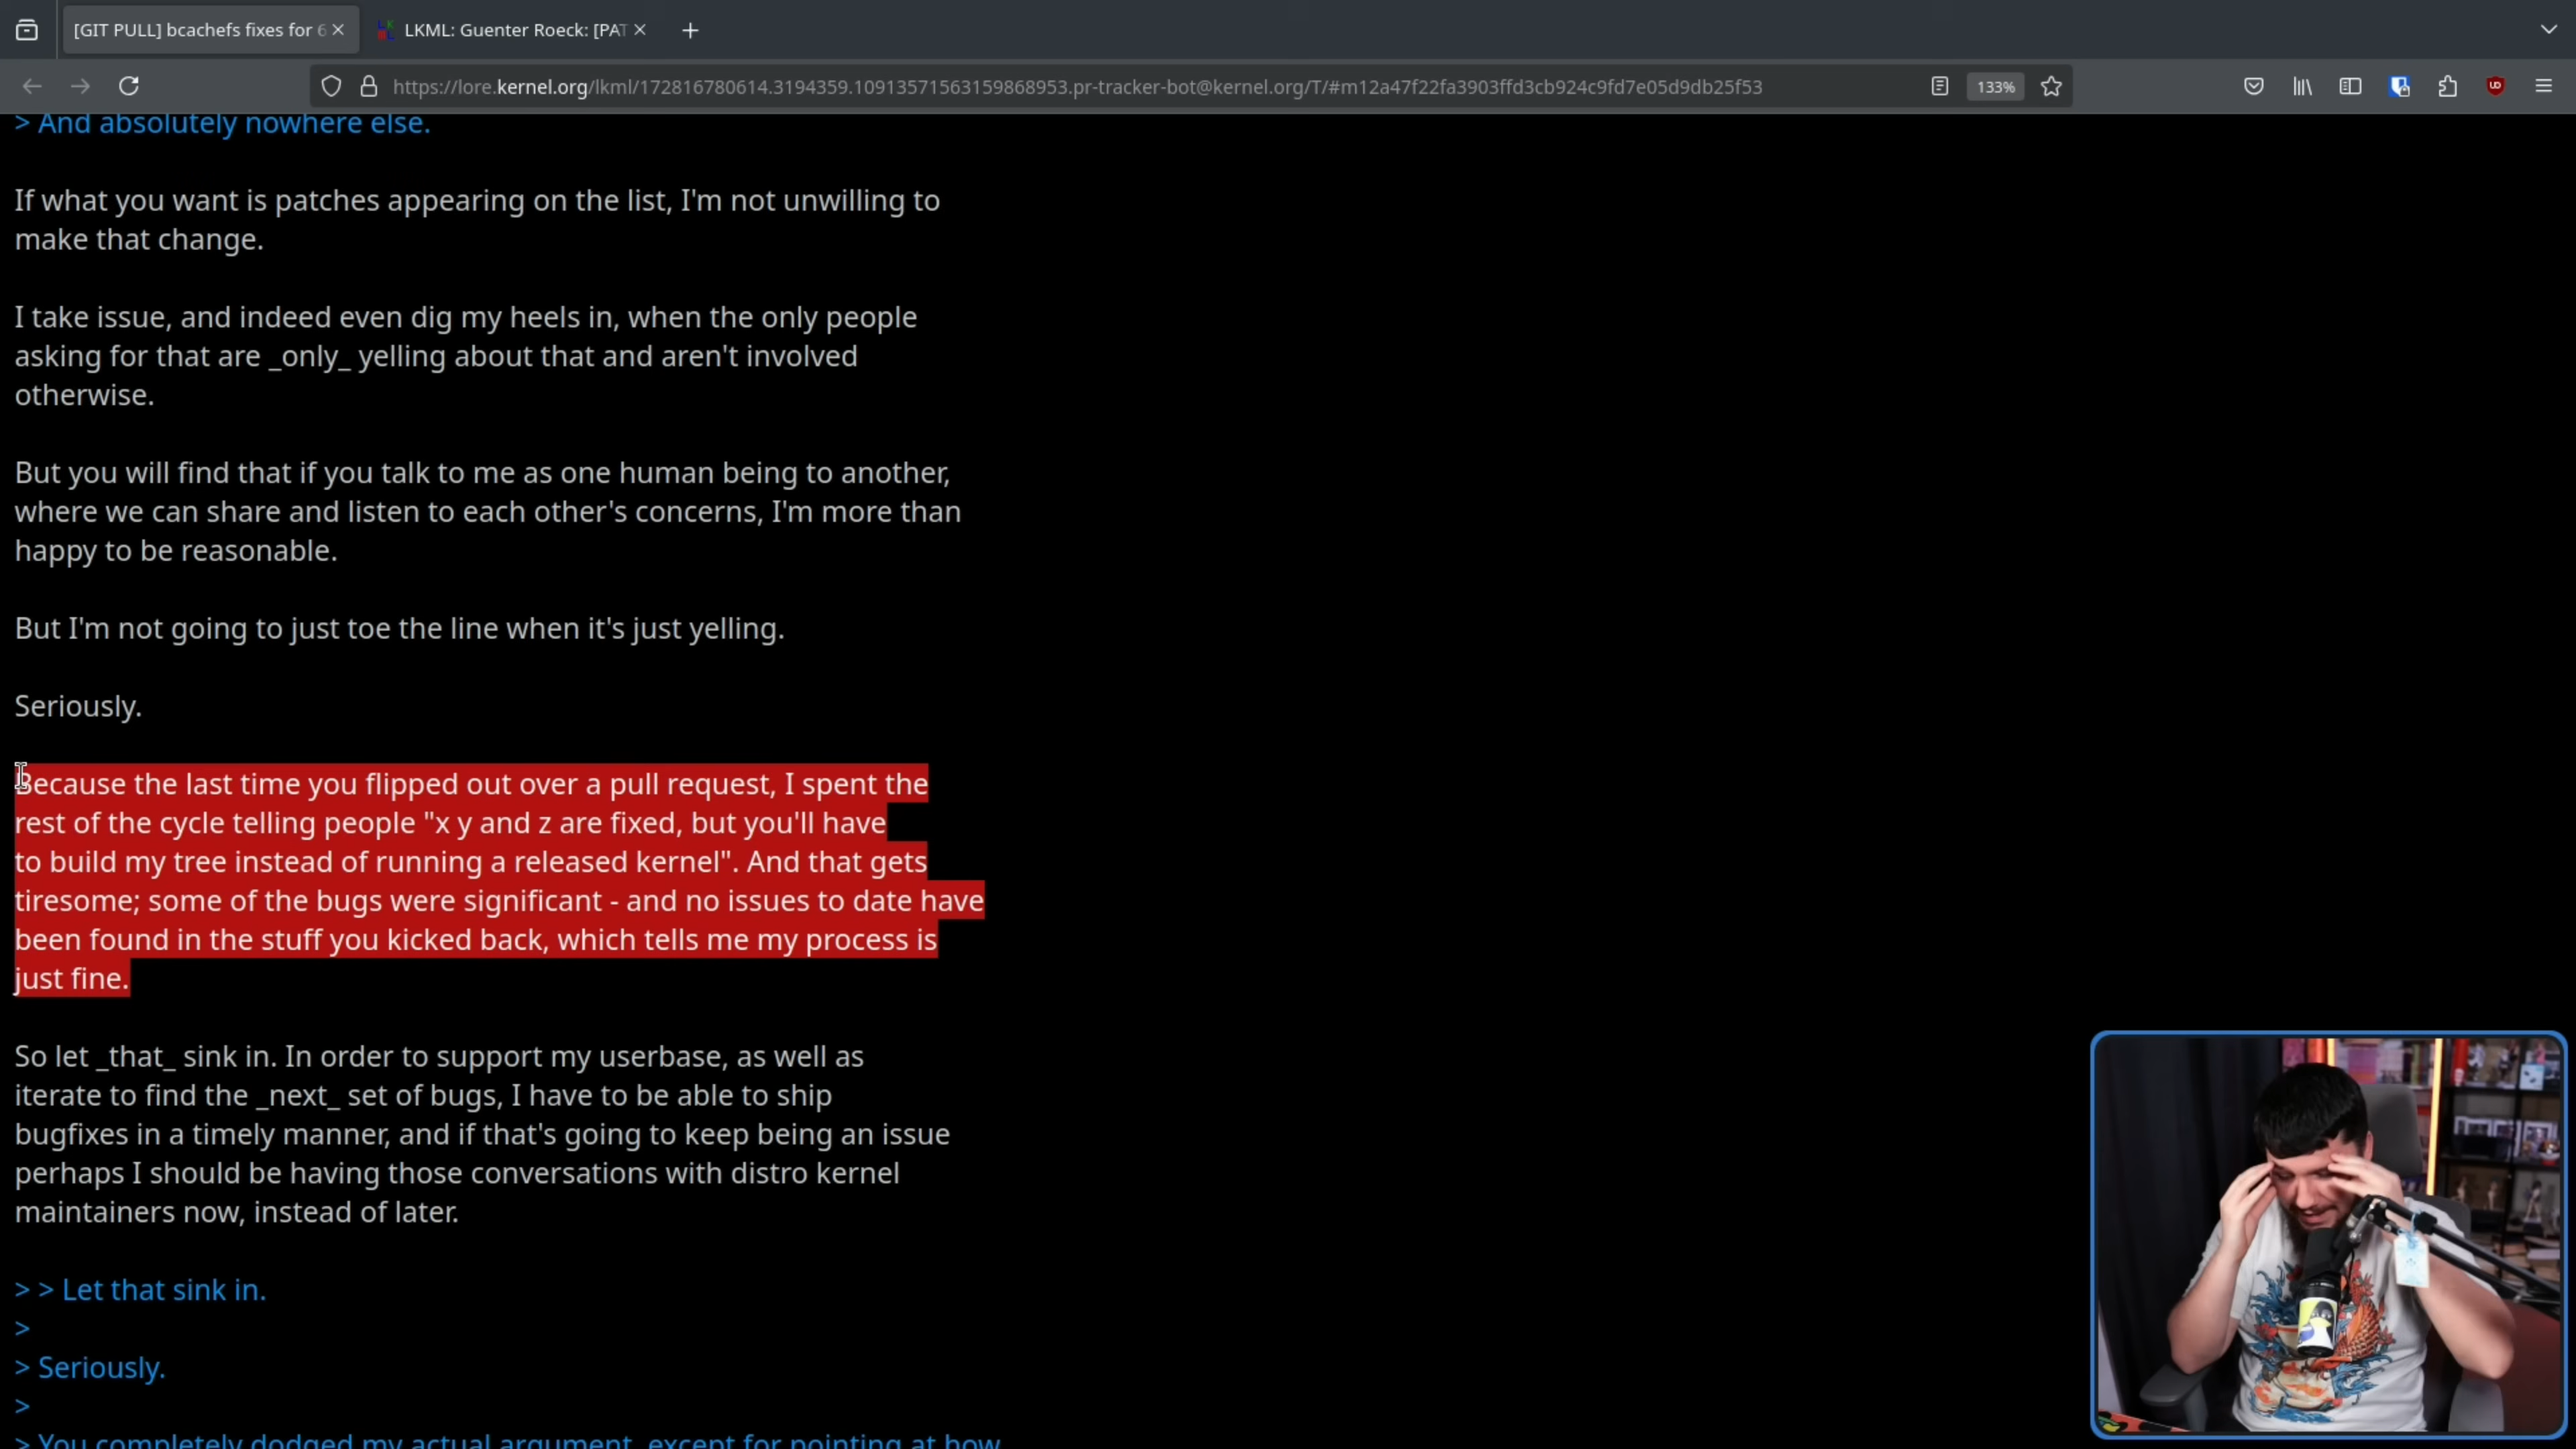 [GIT PULL] bcachefs fixes for 6
LKML: Guenter Roeck: [PAT
https://lore.kernel.org/lkml/172816780614.3194359.10913571563159868953.pr-tracker-bot@kernel.org/T/#m12a47f22fa3903ffd3cb924c9fd7e05d9db25f53
133%
> And absolutely nowhere else.
If what you want is patches appearing on the list, I'm not unwilling to
make that change.
I take issue, and indeed even dig my heels in, when the only people
asking for that are _only_ yelling about that and aren't involved
otherwise.
But you will find that if you talk to me as one human being to another,
where we can share and listen to each other's concerns, I'm more than
happy to be reasonable.
But I'm not going to just toe the line when it's just yelling.
Seriously.
Because the last time you flipped out over a pull request, I spent the
rest of the cycle telling people "x y and z are fixed, but you'll have
to build my tree instead of running a released kernel". And that gets
tiresome; some of the bugs were significant - and no issues to date have
been found in the stuff you kicked back, which tells me my process is
just fine.
So let _that_ sink in. In order to support my userbase, as well as
iterate to find the _next_ set of bugs, I have to be able to ship
bugfixes in a timely manner, and if that's going to keep being an issue
perhaps I should be having those conversations with distro kernel
maintainers now, instead of later.
> > Let that sink in.
>
> Seriously.
>
> You completely dodged my actual argument, except for pointing at how